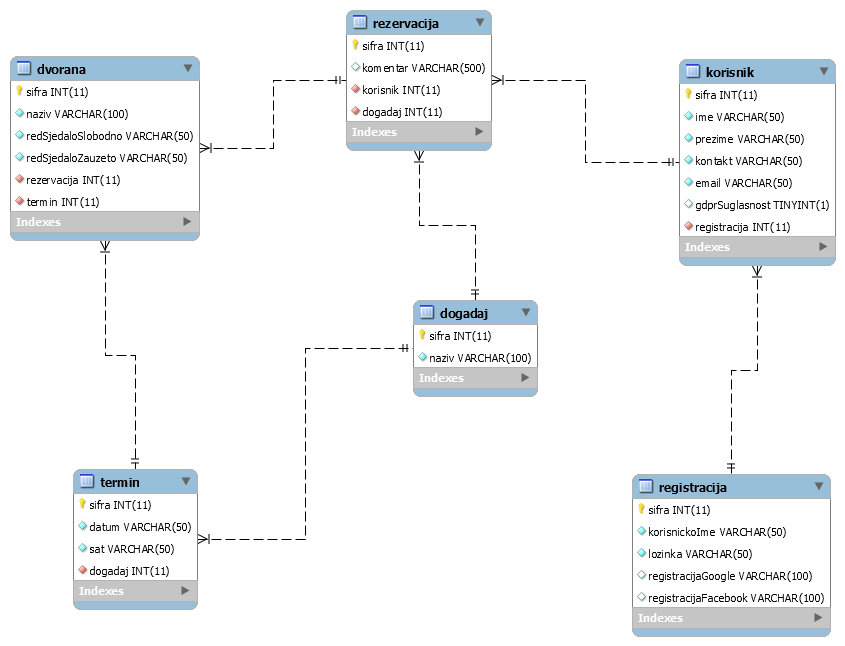 rezervacija
sifra INT(11)
komentar VARCHAR(500)
korisnik INT(11)
dogadaj INT(11)
Indexes
dvorana
sifra INT(11)
naziv VARCHAR(100)
redSjedaloSlobodno VARCHAR(50)
redSjedaloZauzeto VARCHAR(50)
rezervacija INT(11)
termin INT(11)
Indexes
korisnik
sifra INT(11)
ime VARCHAR(50)
prezime VARCHAR(50)
kontakt VARCHAR(50)
email VARCHAR(50)
gdprSuglasnost TINYINT(1)
registracija INT(11)
Indexes
dogadaj
sifra INT(11)
naziv VARCHAR(100)
Indexes
termin
sifra INT(11)
datum VARCHAR(50)
sat VARCHAR(50)
dogadaj INT(11)
Indexes
registracija
sifra INT(11)
korisnickoIme VARCHAR(50)
lozinka VARCHAR(50)
registracijaGoogle VARCHAR(100)
registracijaFacebook VARCHAR(100)
Indexes